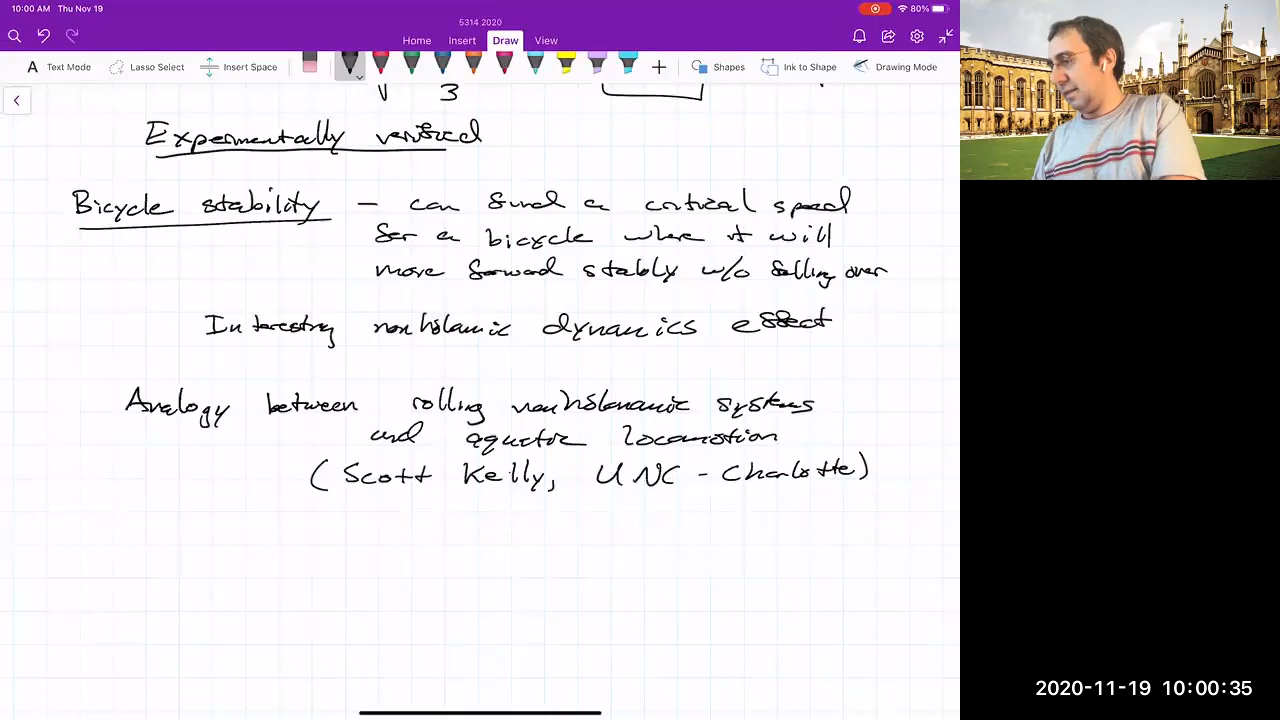 10:00 AM Thu Nov 19
80%
5314 2020
Home Insert Draw View
A Text Mode Lasso Select Insert Space Shapes Ink to Shape Drawing Mode
3
Expermentally verified
Bicycle stability – can find a critical speed
for a bicycle where it will
move forward stably w/o falling over
Interesting nonholonomic dynamics effect
Analogy between rolling nonholonomic systems
and aquatic locomotion
(Scott Kelly, UNC - Charlotte)
2020-11-19 10:00:35